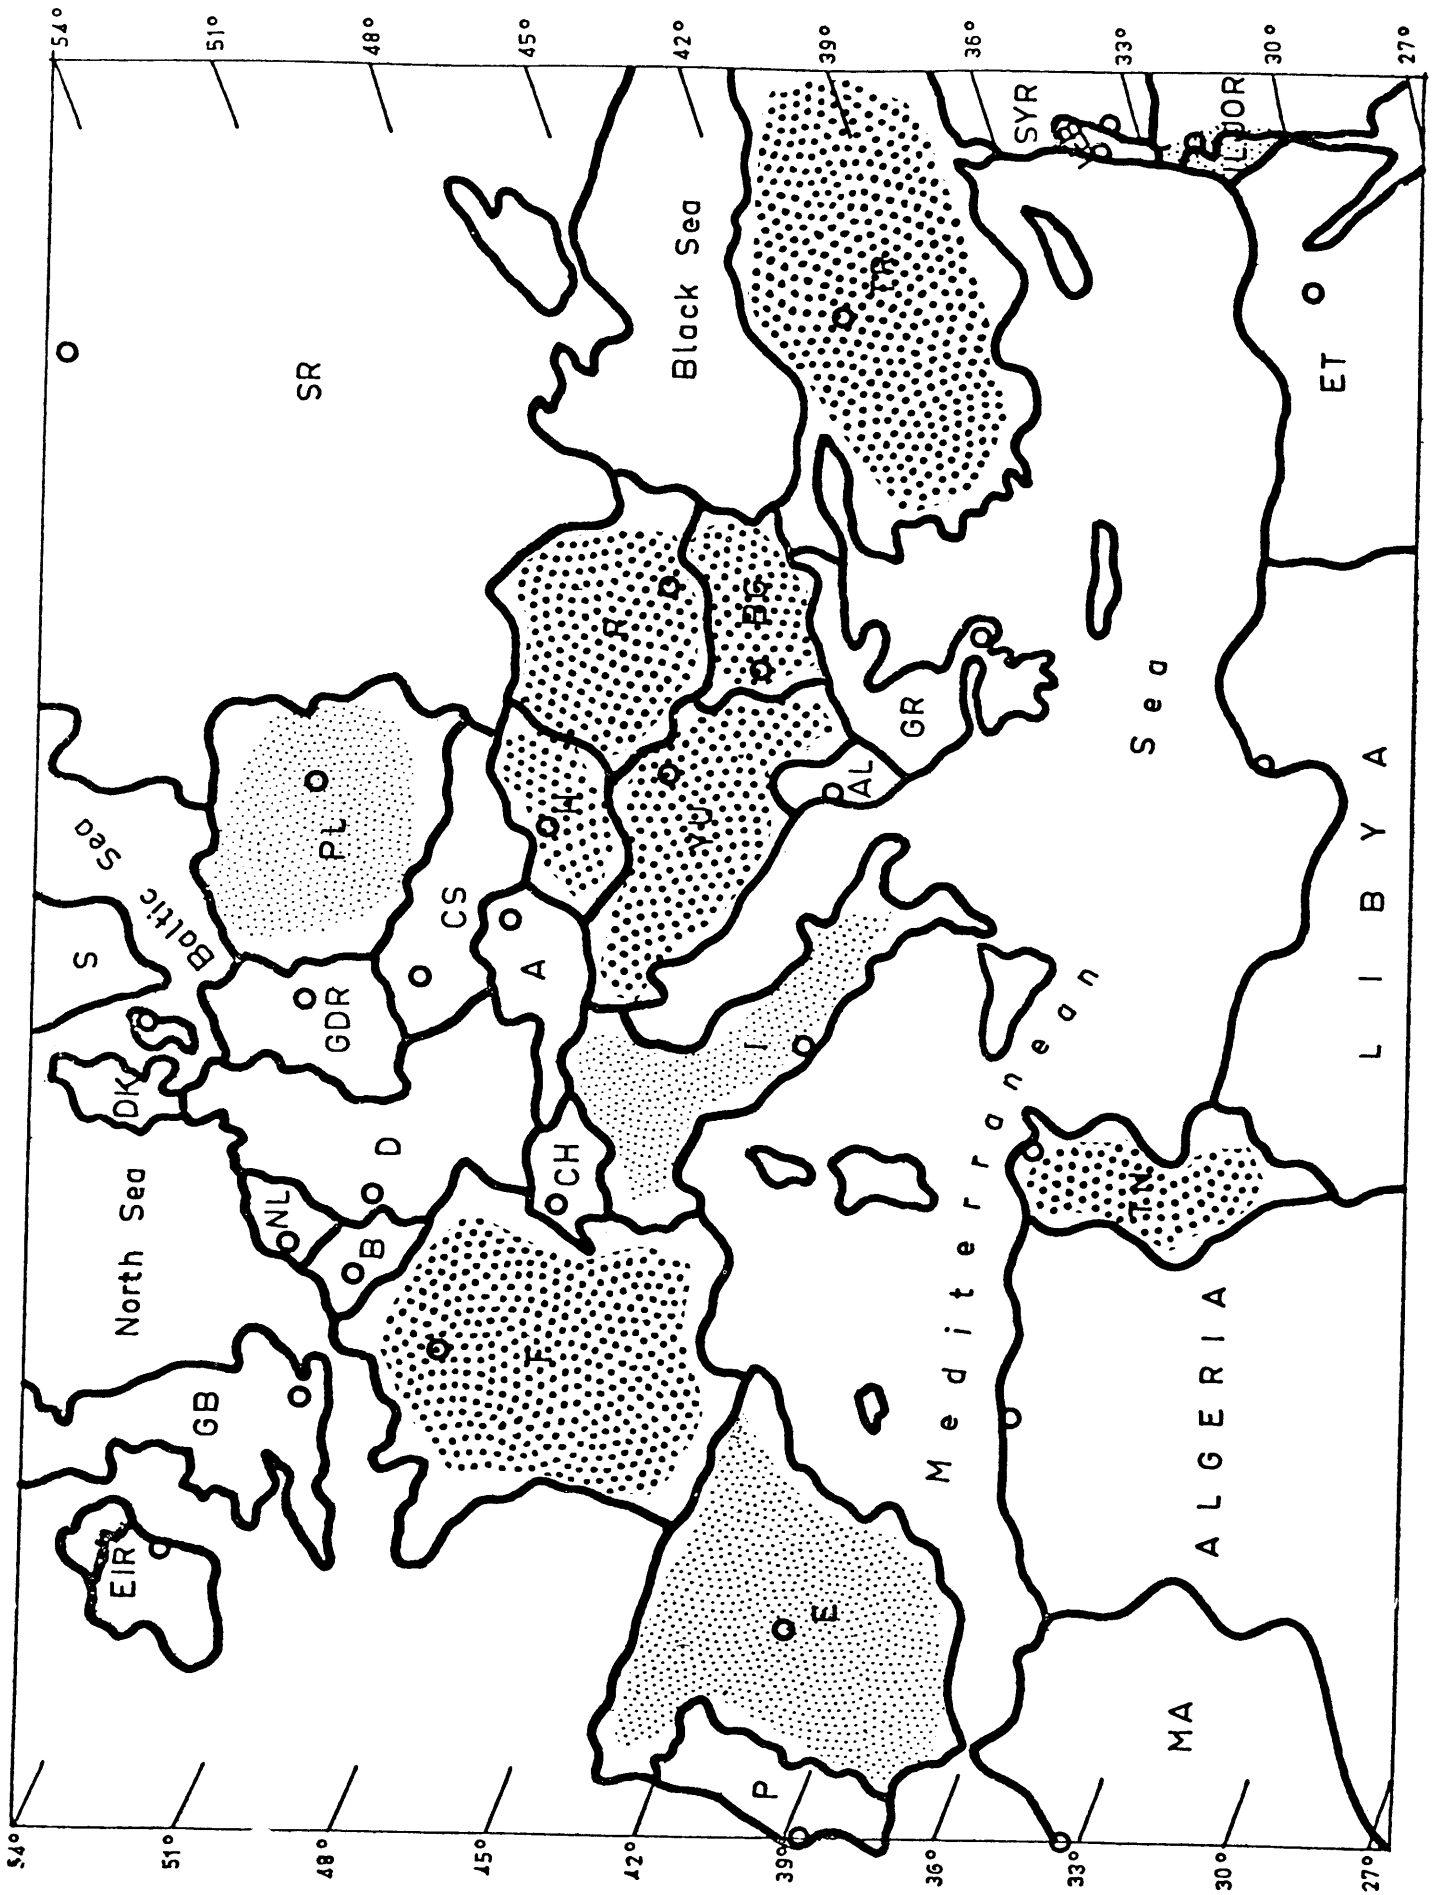 54°
54°
S
Baltic Sea
EIR
DK
North Sea
51°
51°
GB
NL
SR
PL
GDR
48°
48°
B
D
CS
45°
45°
F
A
CH
H
R
42°
42°
Black Sea
YU
BG
P
I
39°
39°
E
AL
TR
GR
36°
36°
SYR
Mediterranean Sea
33°
33°
MA
ALGERIA
TN
IL
JOR
30°
30°
ET
LIBYA
27°
27°